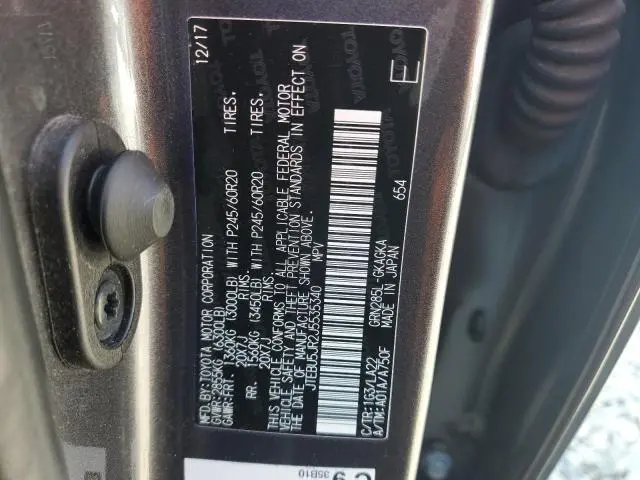 MFD. BY: TOYOTA MOTOR CORPORATION 12/17
GVWR: 2855KG (6300LB)
GAWR: FRT. 1360KG (3000LB) WITH P245/60R20 TIRES,
20X7J RIMS,
RR. 1560KG (3450LB) WITH P245/60R20 TIRES,
20X7J RIMS,
THIS VEHICLE CONFORMS TO ALL APPLICABLE FEDERAL MOTOR
VEHICLE SAFETY AND THEFT PREVENTION STANDARDS IN EFFECT ON
THE DATE OF MANUFACTURE SHOWN ABOVE.
JTEBU5JR2J5535340 MPV
E
C/TR: 1G3/LA22 GRN285L-GKAGKA 654
A/TM: A01A/A750F MADE IN JAPAN
TOYOTA
C 9
35B10